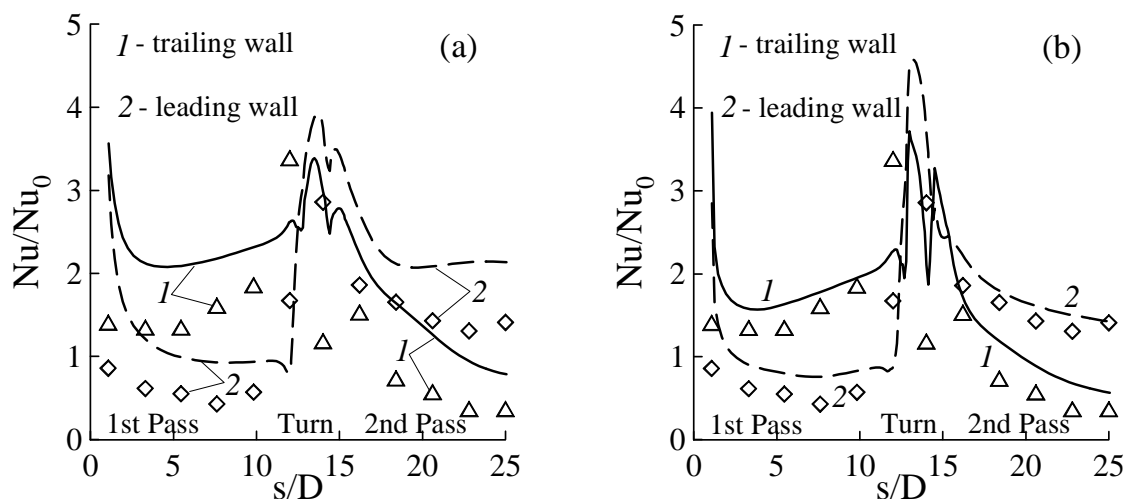 5
4
3
2
1
0
Nu/Nu0
1 - trailing wall
(a)
2 - leading wall
1
2
2
1
1st Pass
Turn
2nd Pass
0 5 10 15 20 25
s/D
5
4
3
2
1
0
Nu/Nu0
1 - trailing wall
(b)
2 - leading wall
1
2
2
1
1st Pass
Turn
2nd Pass
0 5 10 15 20 25
s/D